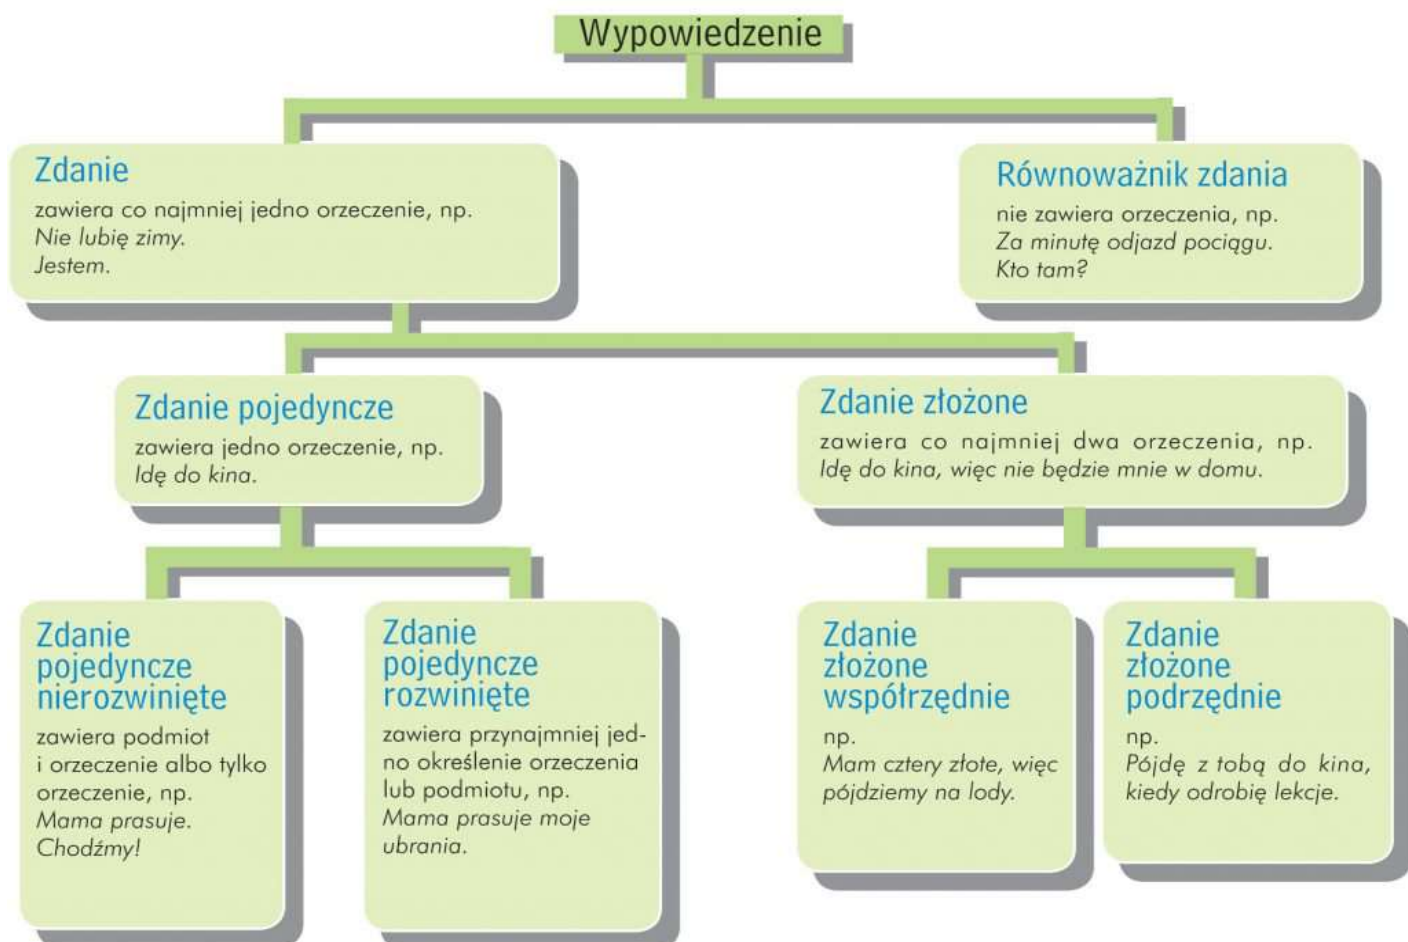 Wypowiedzenie
Zdanie
zawiera co najmniej jedno orzeczenie, np.
Nie lubię zimy.
Jestem.
Równoważnik zdania
nie zawiera orzeczenia, np.
Za minutę odjazd pociągu.
Kto tam?
Zdanie pojedyncze
zawiera jedno orzeczenie, np.
Idę do kina.
Zdanie złożone
zawiera co najmniej dwa orzeczenia, np.
Idę do kina, więc nie będzie mnie w domu.
Zdanie
pojedyncze
nierozwinięte
zawiera podmiot
i orzeczenie albo tylko
orzeczenie, np.
Mama prasuje.
Chodźmy!
Zdanie
pojedyncze
rozwinięte
zawiera przynajmniej jed-
no określenie orzeczenia
lub podmiotu, np.
Mama prasuje moje
ubrania.
Zdanie
złożone
współrzędnie
np.
Mam cztery złote, więc
pójdziemy na lody.
Zdanie
złożone
podrzędnie
np.
Pójdę z tobą do kina,
kiedy odrobię lekcje.